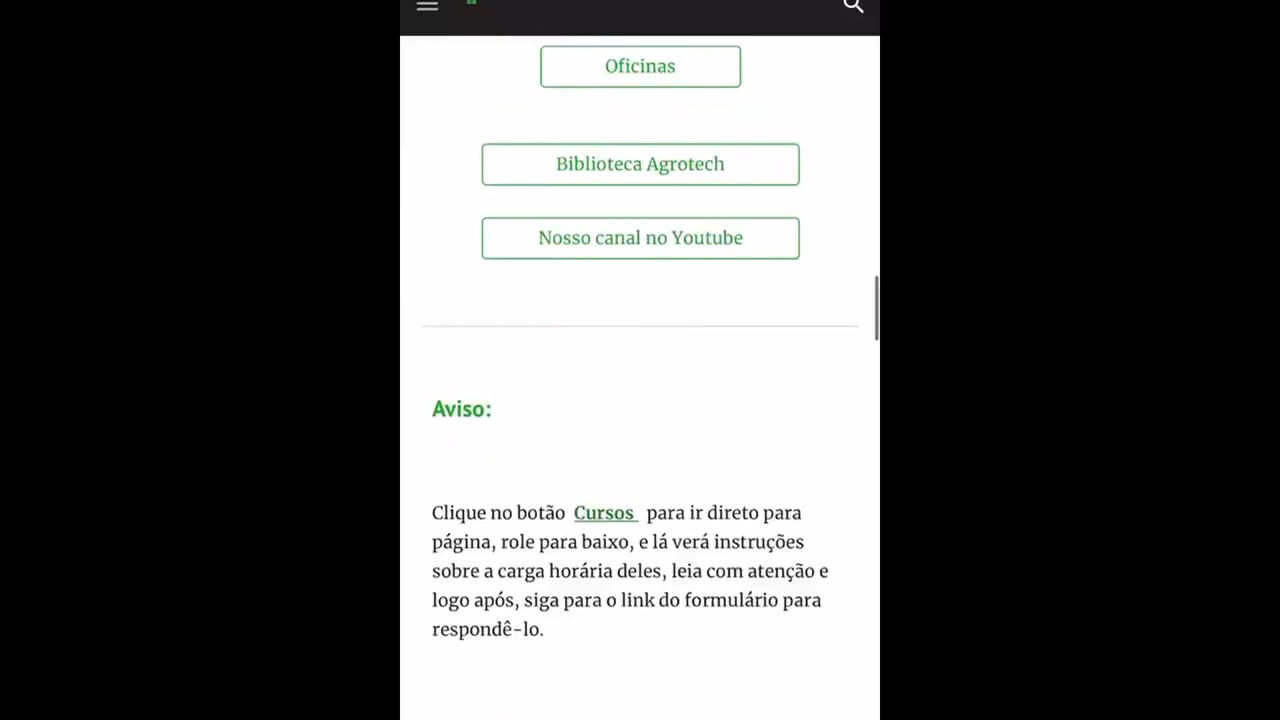 Oficinas
Biblioteca Agrotech
Nosso canal no Youtube
Aviso:
Clique no botão Cursos para ir direto para
página, role para baixo, e lá verá instruções
sobre a carga horária deles, leia com atenção e
logo após, siga para o link do formulário para
respondê-lo.